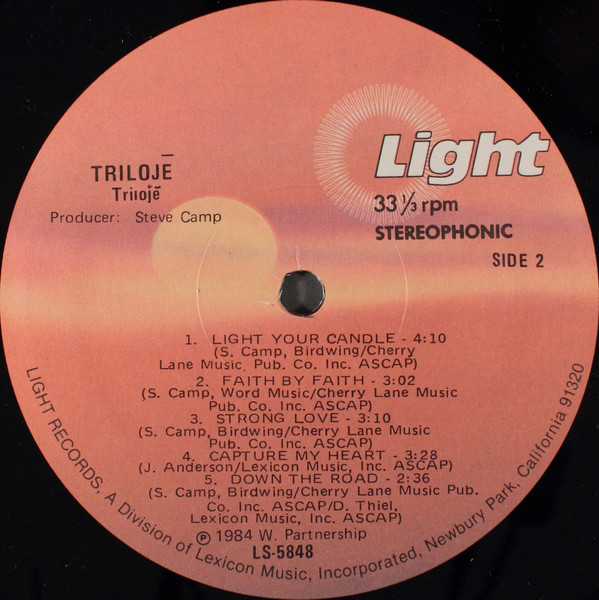 TRILOJĒ
Trilojē
Producer: Steve Camp
Light
33 1/3 rpm
STEREOPHONIC
SIDE 2
1. LIGHT YOUR CANDLE - 4:10
(S. Camp, Birdwing/Cherry
Lane Music Pub. Co. Inc. ASCAP)
2. FAITH BY FAITH - 3:02
(S. Camp, Word Music/Cherry Lane Music
Pub. Co. Inc. ASCAP)
3. STRONG LOVE - 3:10
(S. Camp, Birdwing/Cherry Lane Music
Pub. Co. Inc. ASCAP)
4. CAPTURE MY HEART - 3:28
(J. Anderson/Lexicon Music, Inc. ASCAP)
5. DOWN THE ROAD - 2:36
(S. Camp, Birdwing/Cherry Lane Music Pub.
Co. Inc. ASCAP/D. Thiel,
Lexicon Music, Inc. ASCAP)
℗ 1984 W. Partnership
LS-5848
LIGHT RECORDS, A Division of Lexicon Music, Incorporated, Newbury Park, California 91320